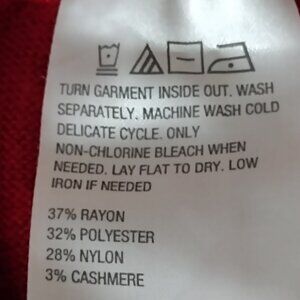 TURN GARMENT INSIDE OUT. WASH
SEPARATELY. MACHINE WASH COLD
DELICATE CYCLE. ONLY
NON-CHLORINE BLEACH WHEN
NEEDED. LAY FLAT TO DRY. LOW
IRON IF NEEDED
37% RAYON
32% POLYESTER
28% NYLON
3% CASHMERE